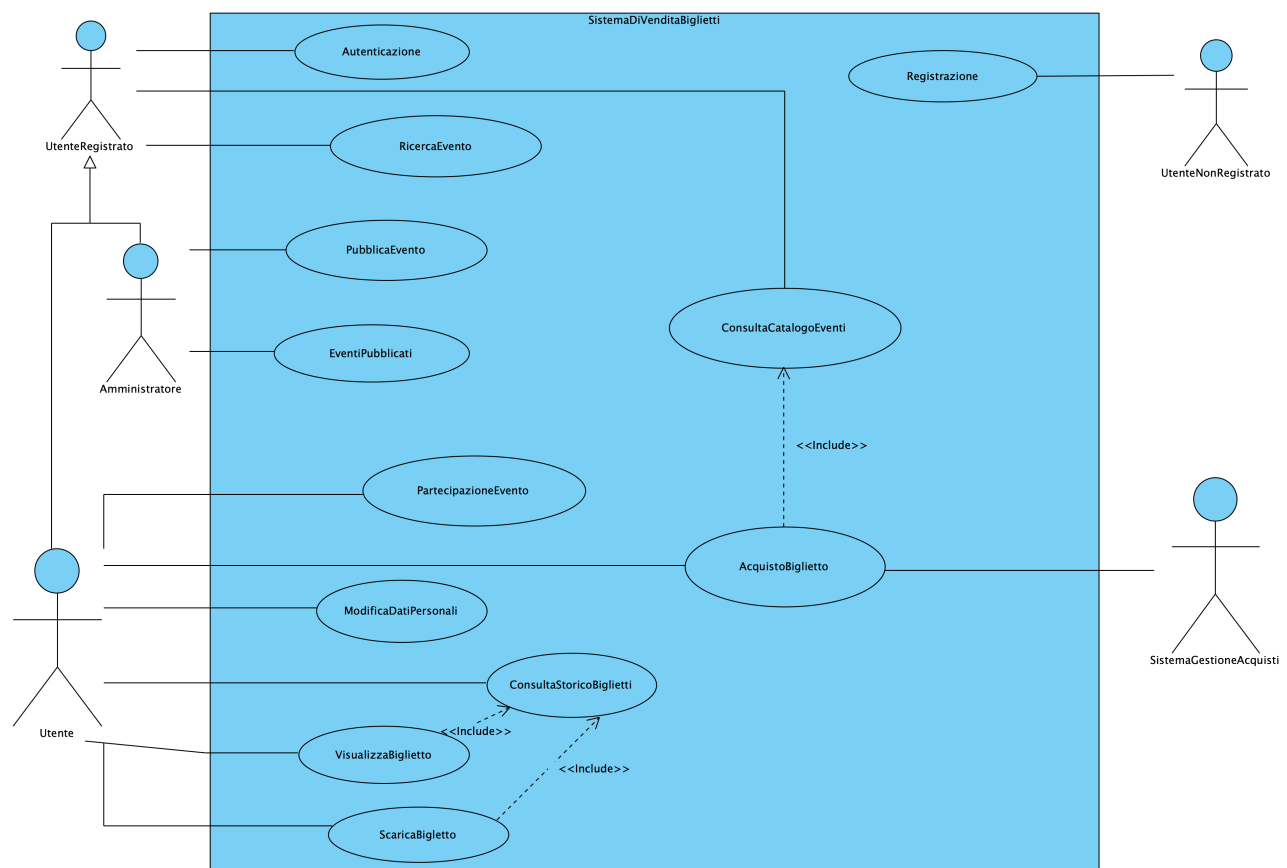 SistemaDiVenditaBiglietti
Autenticazione
Registrazione
UtenteRegistrato
RicercaEvento
UtenteNonRegistrato
PubblicaEvento
ConsultaCatalogoEventi
EventiPubblicati
Amministratore
<<Include>>
PartecipazioneEvento
AcquistoBiglietto
ModificaDatiPersonali
SistemaGestioneAcquisti
ConsultaStoricoBiglietti
Utente
<<Include>>
VisualizzaBiglietto
<<Include>>
ScaricaBigletto